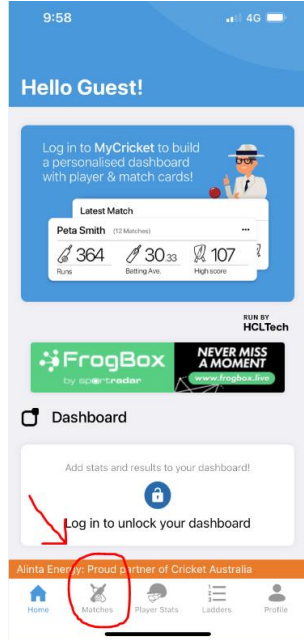 9:58 4G
Hello Guest!
Log in to MyCricket to build
a personalised dashboard
with player & match cards!
Latest Match
Peta Smith (12 Matches)
364 30.33 107
Runs Batting Ave. High score
RUN BY
HCLTech
FrogBox
by sportradar
NEVER MISS
A MOMENT
www.frogbox.live
Dashboard
Add stats and results to your dashboard!
Log in to unlock your dashboard
Alinta Energy: Proud partner of Cricket Australia
Home Matches Player Stats Ladders Profile